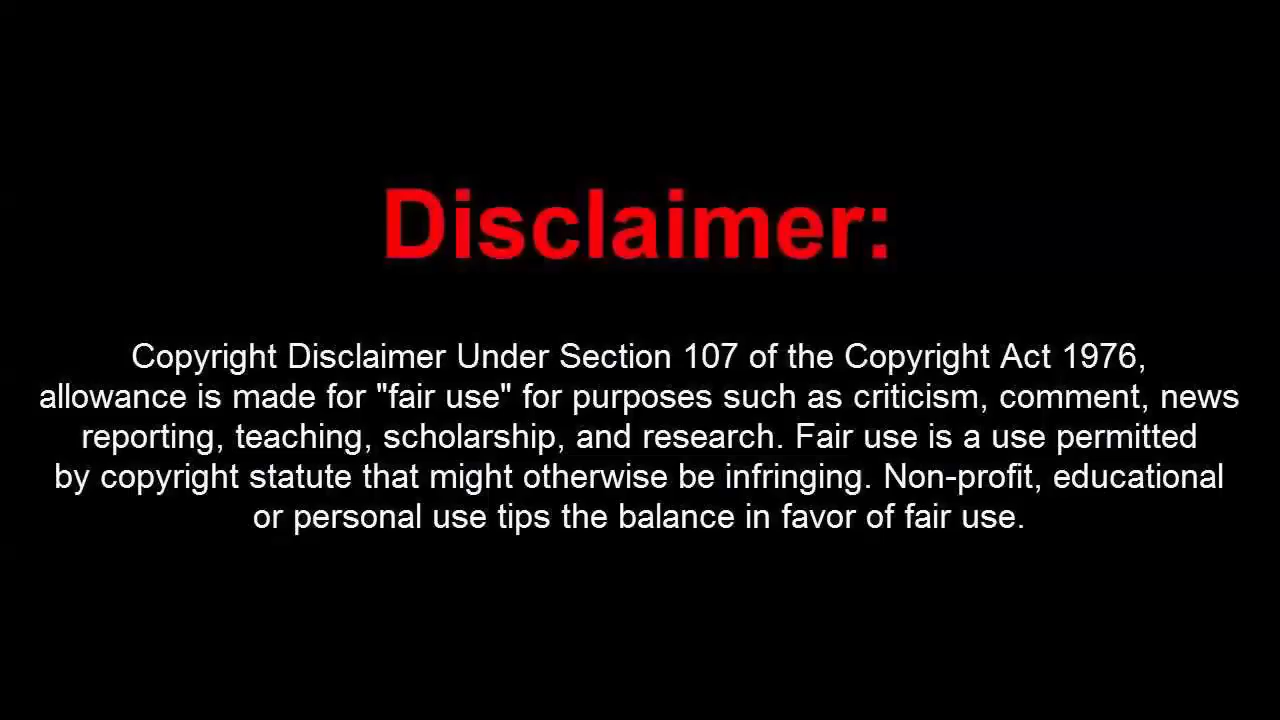 Disclaimer:
Copyright Disclaimer Under Section 107 of the Copyright Act 1976,
allowance is made for "fair use" for purposes such as criticism, comment, news
reporting, teaching, scholarship, and research. Fair use is a use permitted
by copyright statute that might otherwise be infringing. Non-profit, educational
or personal use tips the balance in favor of fair use.